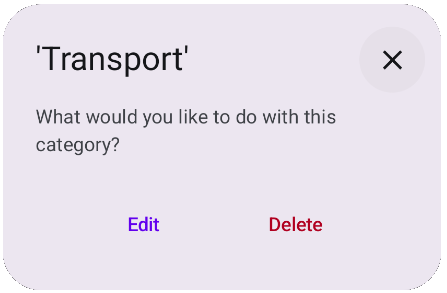 'Transport'
What would you like to do with this
category?
Edit
Delete